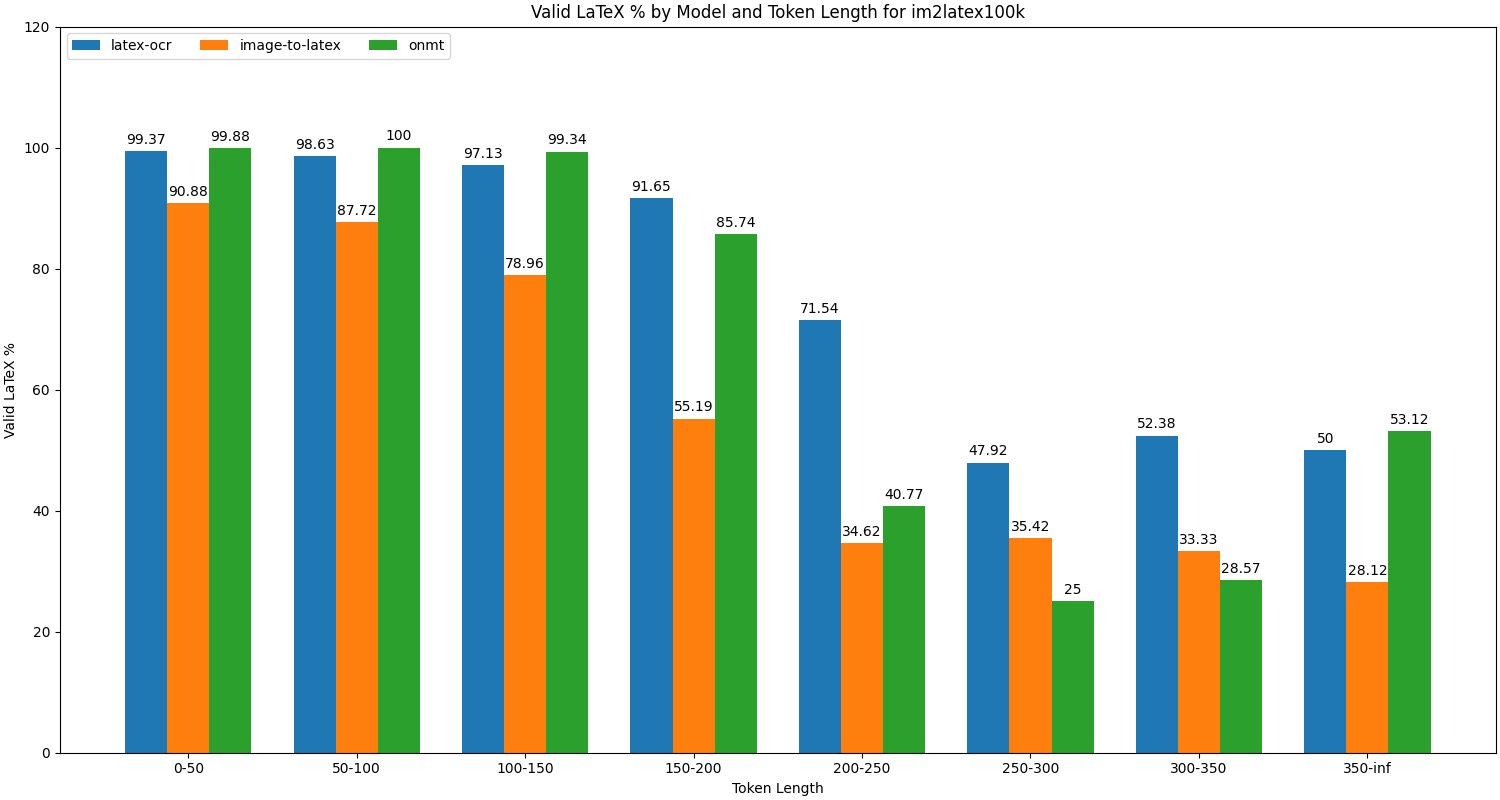 Valid LaTeX % by Model and Token Length for im2latex100k
latex-ocr image-to-latex onmt
Valid LaTeX %
120
100
80
60
40
20
0
99.37 90.88 99.88
98.63 87.72 100
97.13 78.96 99.34
91.65 55.19 85.74
71.54 34.62 40.77
47.92 35.42 25
52.38 33.33 28.57
50 28.12 53.12
0-50 50-100 100-150 150-200 200-250 250-300 300-350 350-inf
Token Length